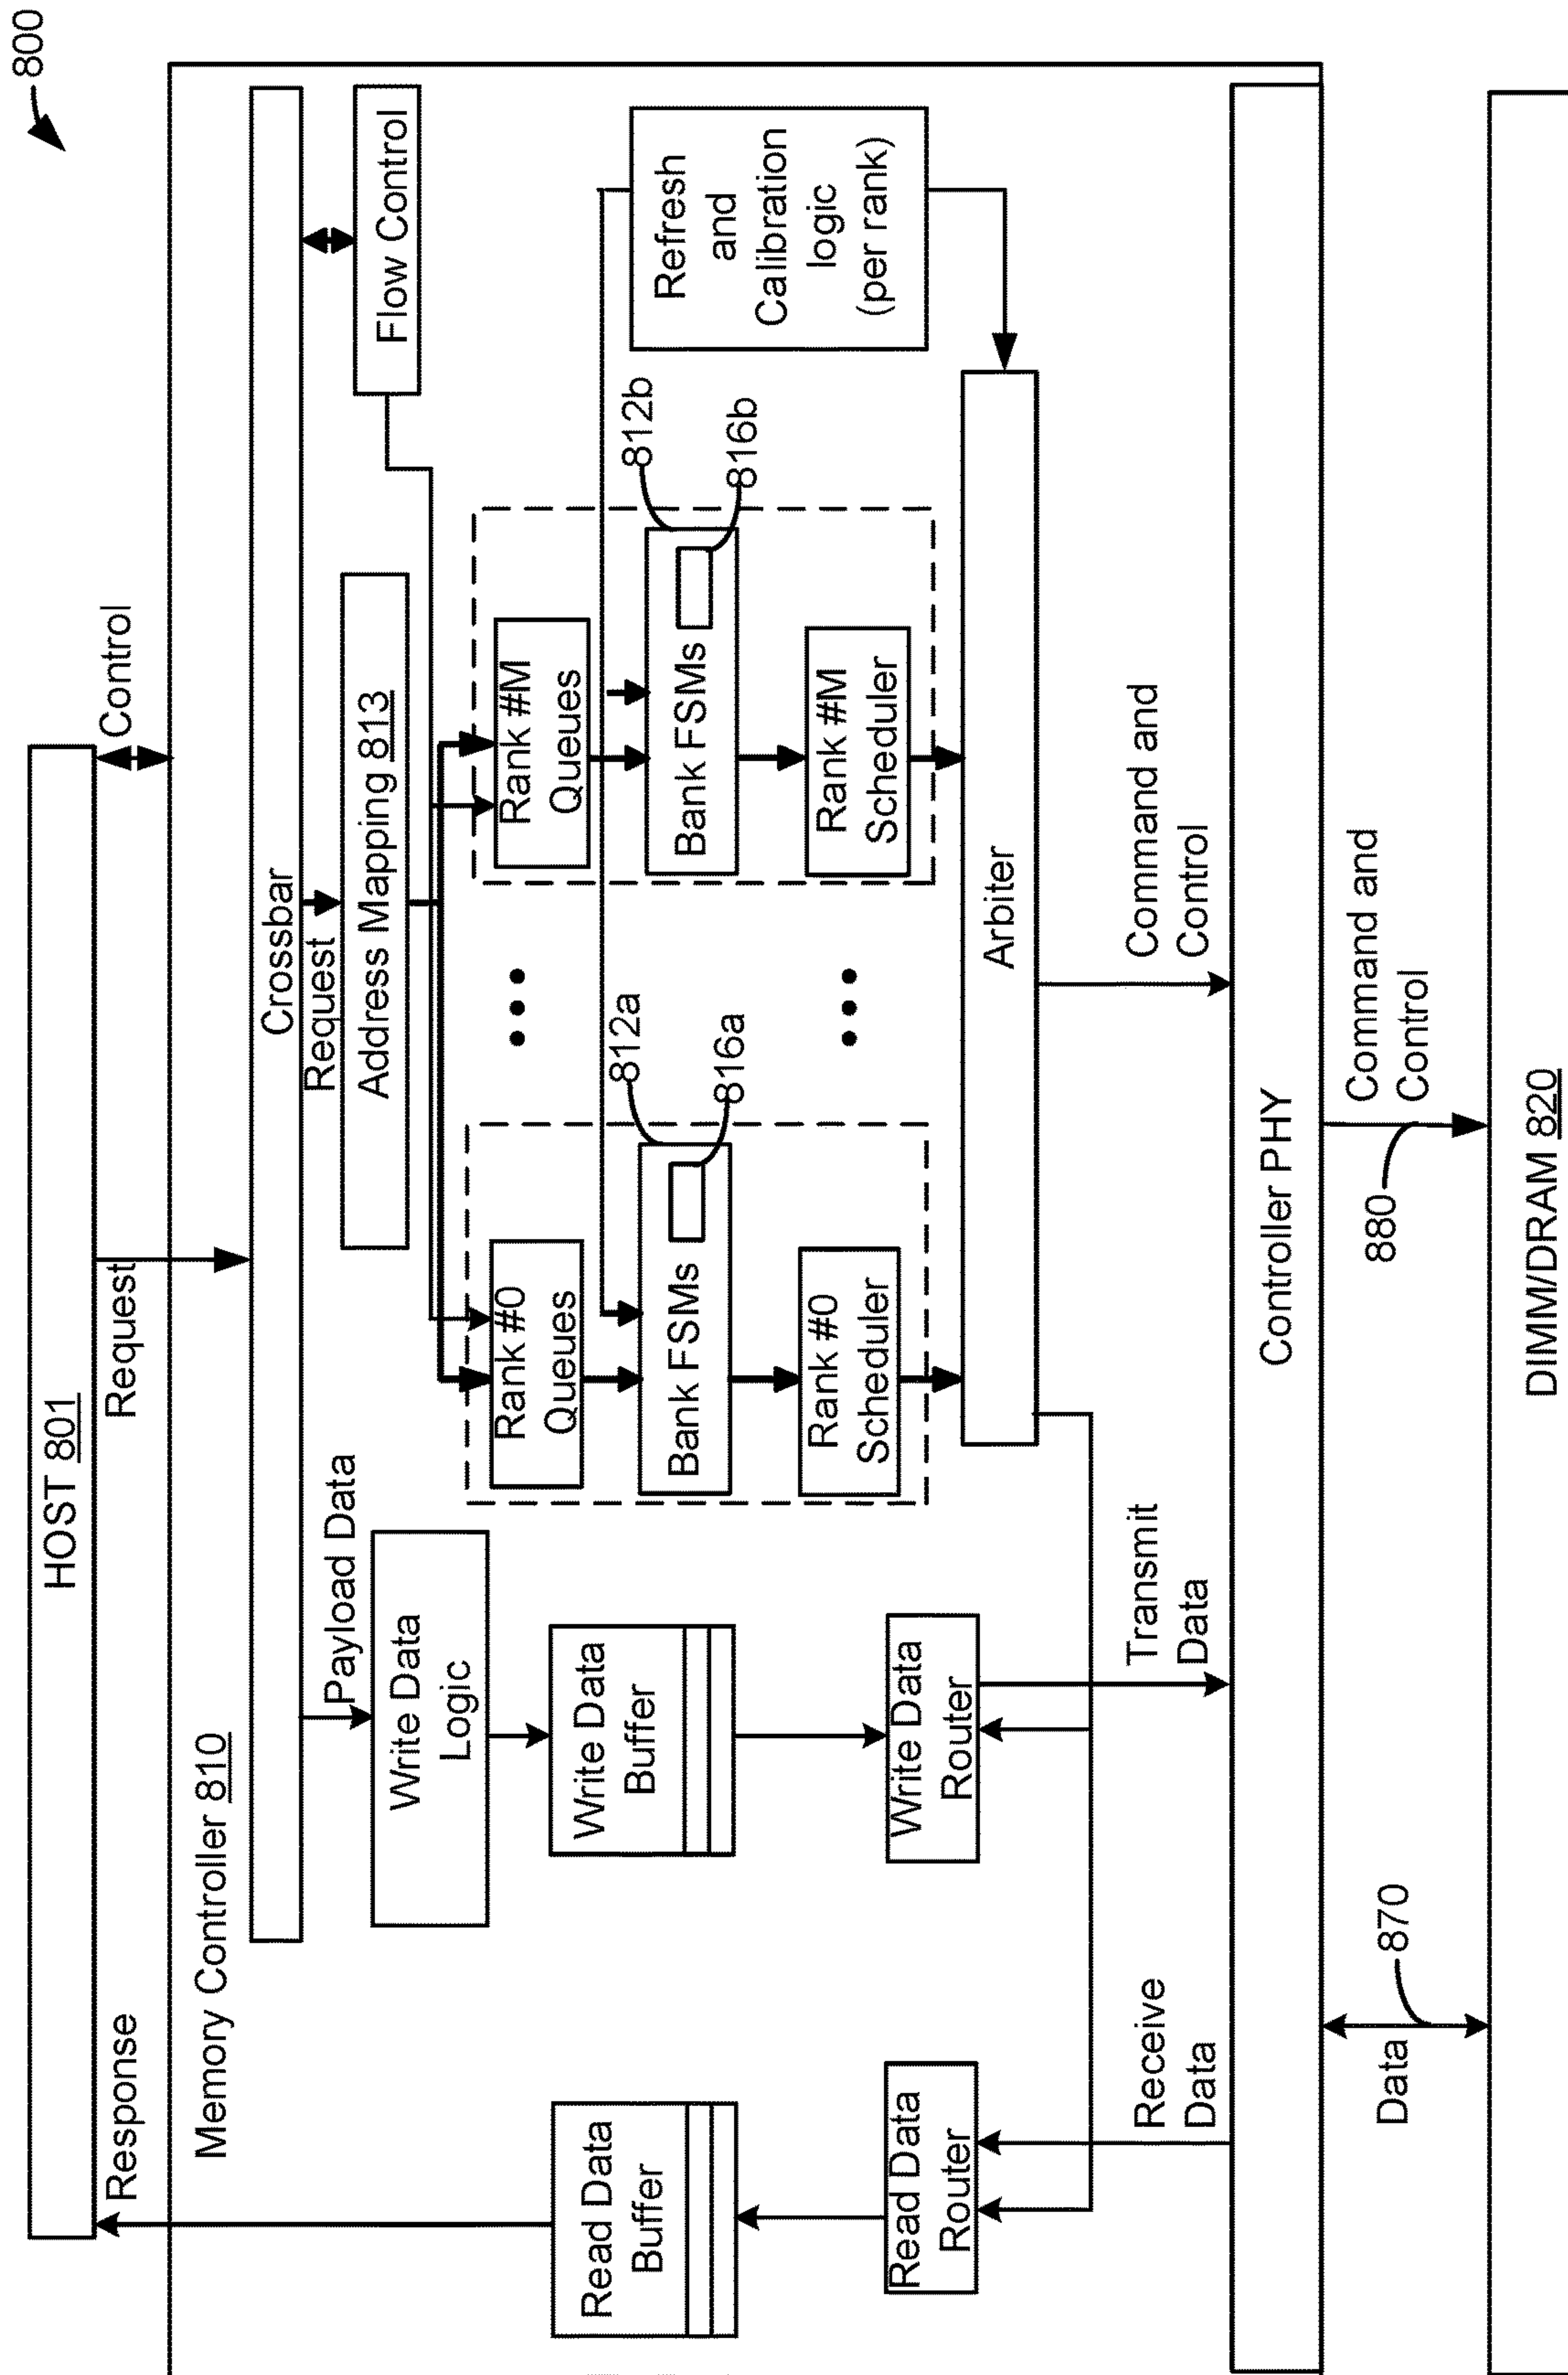 800
HOST 801
Response
Request
Control
Memory Controller 810
Crossbar
Payload Data
Request
Flow Control
Write Data
Logic
Address Mapping 813
Read Data
Buffer
Write Data
Buffer
Rank #0
Queues
Rank #M
Queues
812a
812b
Bank FSMs
Bank FSMs
816a
816b
Refresh
and
Calibration
logic
(per rank)
Rank #0
Scheduler
Rank #M
Scheduler
Read Data
Router
Write Data
Router
Arbiter
Receive
Data
Transmit
Data
Command and
Control
Controller PHY
Data
870
880
Command and
Control
DIMM/DRAM 820